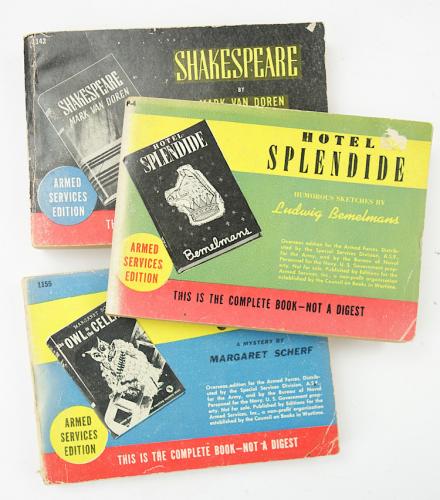 1142
SHAKESPEARE
BY
MARK VAN DOREN
SHAKESPEARE
MARK VAN DOREN
ARMED
SERVICES
EDITION
TH
HOTEL
SPLENDIDE
HUMOROUS SKETCHES BY
Ludwig Bemelmans
HOTEL
SPLENDIDE
Bemelmans
ARMED
SERVICES
EDITION
Overseas edition for the Armed Forces. Distrib-
uted by the Special Services Division, A.S.F.,
for the Army, and by the Bureau of Naval
Personnel for the Navy. U. S. Government prop-
erty. Not for sale. Published by Editions for the
Armed Services, Inc., a non-profit organization
established by the Council on Books in Wartime.
THIS IS THE COMPLETE BOOK—NOT A DIGEST
1155
MARGARET S
OWL
IN THE
CELL
A MYSTERY BY
MARGARET SCHERF
ARMED
SERVICES
EDITION
Overseas edition for the Armed Forces. Distrib-
uted by the Special Services Division, A.S.F.,
for the Army, and by the Bureau of Naval
Personnel for the Navy. U. S. Government prop-
erty. Not for sale. Published by Editions for the
Armed Services, Inc., a non-profit organization
established by the Council on Books in Wartime.
THIS IS THE COMPLETE BOOK—NOT A DIGEST